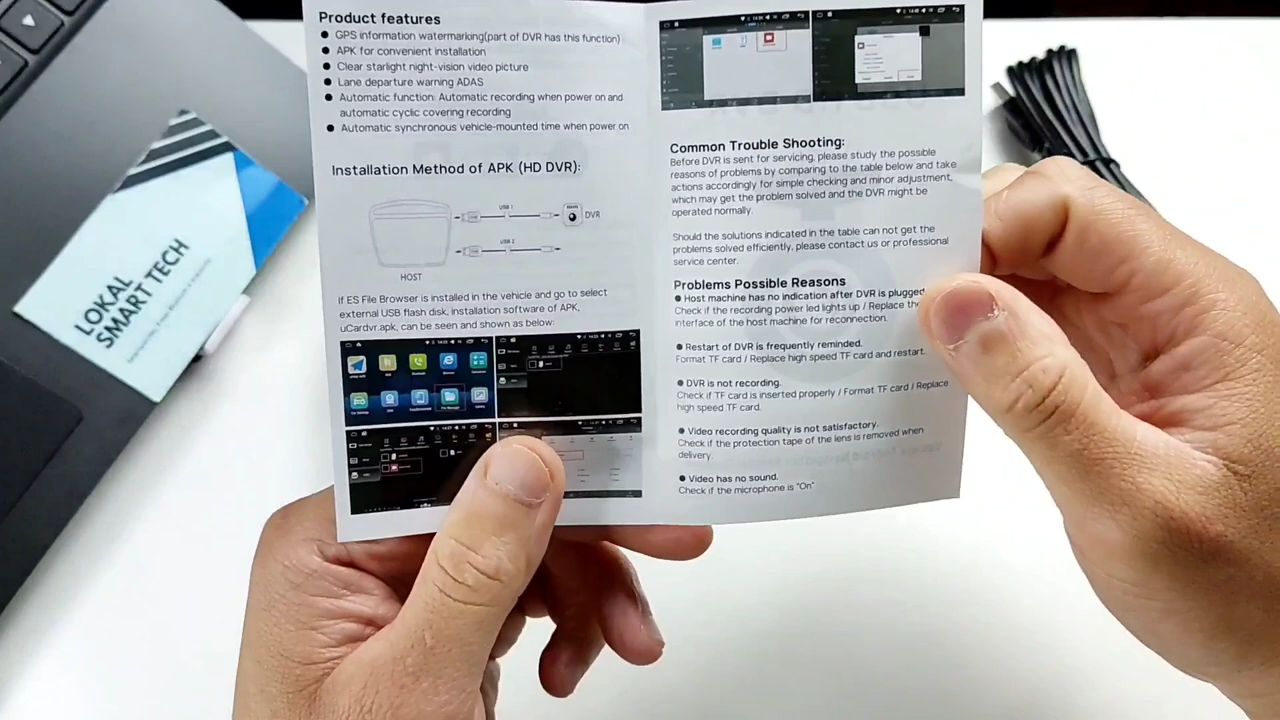 Product features
● GPS information watermarking(part of DVR has this function)
● APK for convenient installation
● Clear starlight night-vision video picture
● Lane departure warning ADAS
● Automatic function: Automatic recording when power on and
automatic cyclic covering recording
● Automatic synchronous vehicle-mounted time when power on
Installation Method of APK (HD DVR):
USB 1
DVR
USB 2
HOST
if ES File Browser is installed in the vehicle and go to select
external USB flash disk, installation software of APK,
uCardvr.apk, can be seen and shown as below:
Common Trouble Shooting:
Before DVR is sent for servicing, please study the possible
reasons of problems by comparing to the table below and take
actions accordingly for simple checking and minor adjustment,
which may get the problem solved and the DVR might be
operated normally.
Should the solutions indicated in the table can not get the
problems solved efficiently, please contact us or professional
service center.
Problems Possible Reasons
● Host machine has no indication after DVR is plugged
Check if the recording power led lights up / Replace the
interface of the host machine for reconnection.
● Restart of DVR is frequently reminded.
Format TF card / Replace high speed TF card and restart.
● DVR is not recording.
Check if TF card is inserted properly / Format TF card / Replace
high speed TF card.
● Video recording quality is not satisfactory.
Check if the protection tape of the lens is removed when
delivery.
● Video has no sound.
Check if the microphone is "On"
LOKAL
SMART TECH